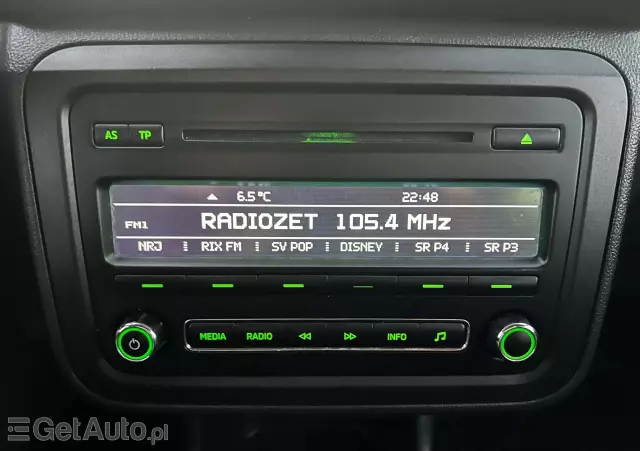 AS TP
6.5°C 22:48
FM1 RADIOZET 105.4 MHz
NRJ RIX FM SV POP DISNEY SR P4 SR P3
MEDIA RADIO INFO
GetAuto.pl